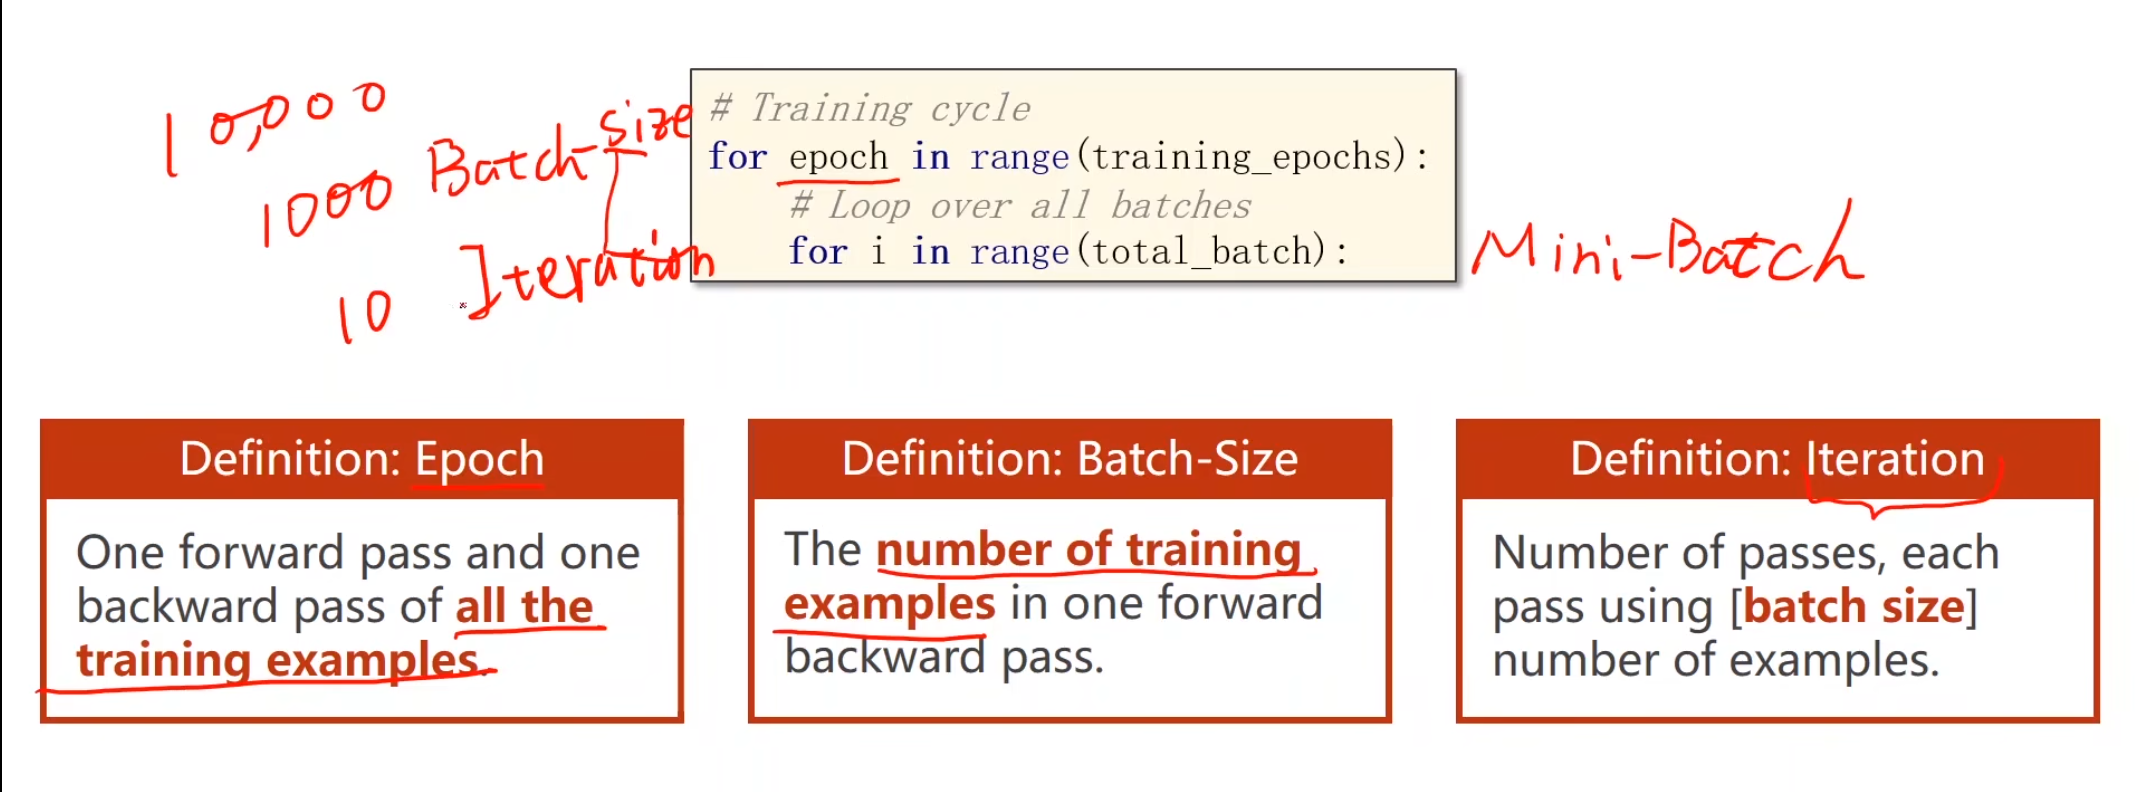 10,000
1000 Batch-size
10 Iteration
# Training cycle
for epoch in range(training_epochs):
# Loop over all batches
for i in range(total_batch):
Mini-Batch
Definition: Epoch
One forward pass and one
backward pass of all the
training examples.
Definition: Batch-Size
The number of training
examples in one forward
backward pass.
Definition: Iteration
Number of passes, each
pass using [batch size]
number of examples.